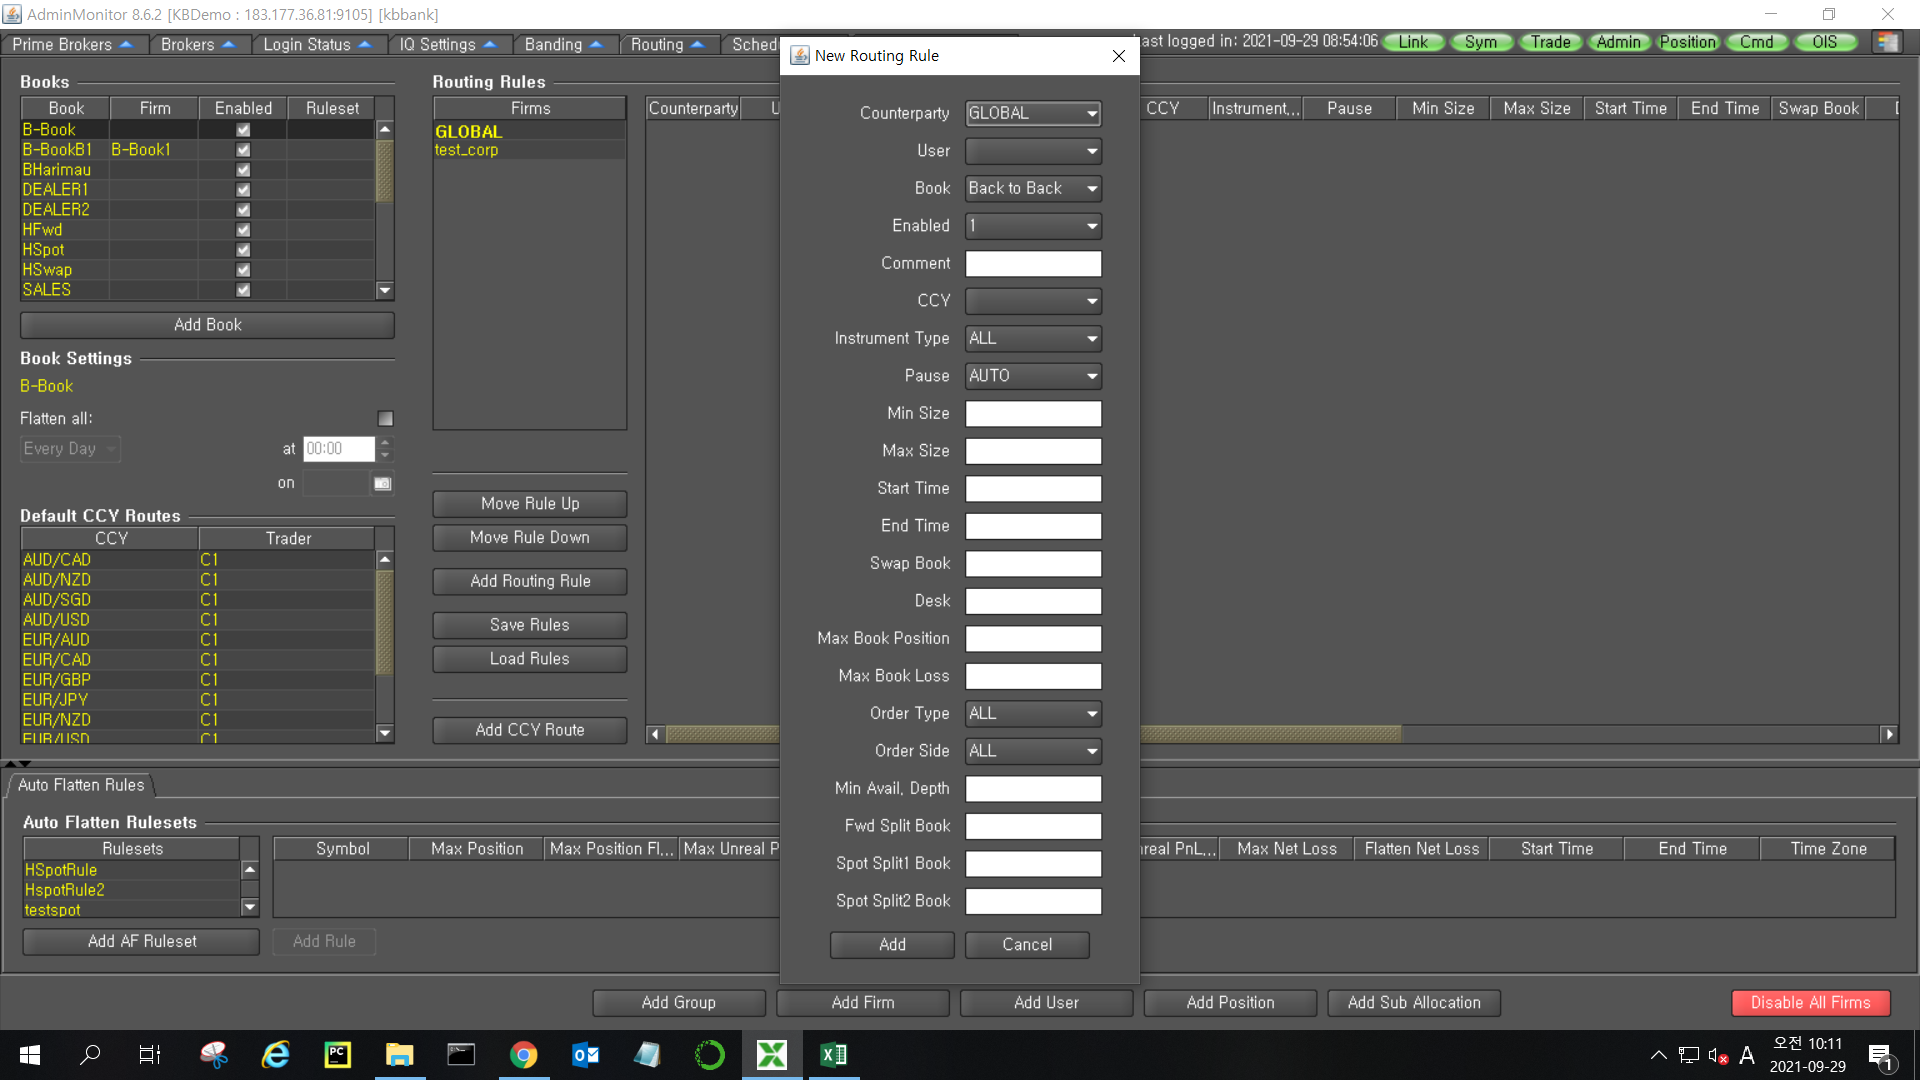 AdminMonitor 8.6.2 [KBDemo : 183.177.36.81:9105] [kbbank]
Prime Brokers
Brokers
Login Status
IQ Settings
Banding
Routing
Last logged in: 2021-09-29 08:54:06
Link
Sym
Trade
Admin
Position
Cmd
OIS
Books
Book Firm Enabled Ruleset
B-Book
B-BookB1 B-Book1
BHarimau
DEALER1
DEALER2
HFwd
HSpot
HSwap
SALES
Add Book
Book Settings
B-Book
Flatten all:
Every Day at 00:00
on
Default CCY Routes
CCY Trader
AUD/CAD C1
AUD/NZD C1
AUD/SGD C1
AUD/USD C1
EUR/AUD C1
EUR/CAD C1
EUR/GBP C1
EUR/JPY C1
EUR/NZD C1
EUR/USD C1
Routing Rules
Firms
GLOBAL
test_corp
Move Rule Up
Move Rule Down
Add Routing Rule
Save Rules
Load Rules
Add CCY Route
Counterparty CCY Instrument... Pause Min Size Max Size Start Time End Time Swap Book
New Routing Rule
Counterparty GLOBAL
User
Book Back to Back
Enabled 1
Comment
CCY
Instrument Type ALL
Pause AUTO
Min Size
Max Size
Start Time
End Time
Swap Book
Desk
Max Book Position
Max Book Loss
Order Type ALL
Order Side ALL
Min Avail. Depth
Fwd Split Book
Spot Split1 Book
Spot Split2 Book
Add Cancel
Auto Flatten Rules
Auto Flatten Rulesets
Rulesets
HSpotRule
HspotRule2
testspot
Add AF Ruleset
Add Rule
Symbol Max Position Max Position Fl... Max Unreal P real PnL... Max Net Loss Flatten Net Loss Start Time End Time Time Zone
Add Group Add Firm Add User Add Position Add Sub Allocation Disable All Firms
PC
A
오전 10:11
2021-09-29
1